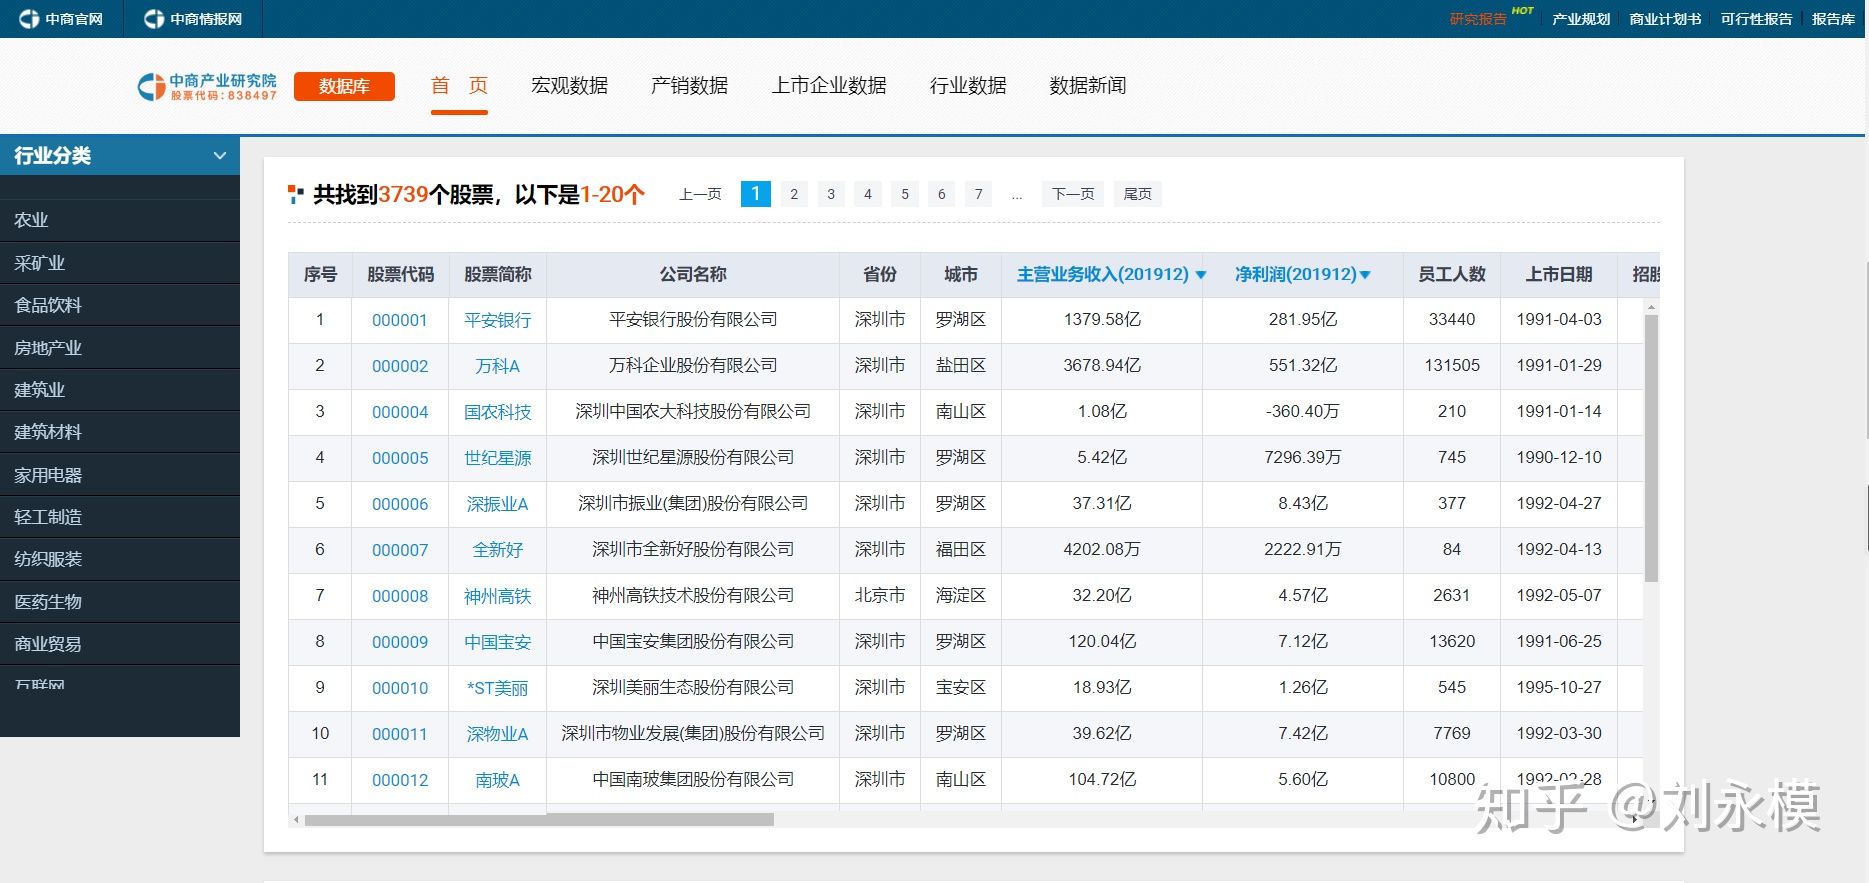 中商官网 中商情报网 研究报告 HOT 产业规划 商业计划书 可行性报告 报告库
中商产业研究院 股票代码:838497 数据库 首 页 宏观数据 产销数据 上市企业数据 行业数据 数据新闻
行业分类
农业
采矿业
食品饮料
房地产业
建筑业
建筑材料
家用电器
轻工制造
纺织服装
医药生物
商业贸易
互联网
共找到3739个股票，以下是1-20个 上一页 1 2 3 4 5 6 7 ... 下一页 尾页
序号 股票代码 股票简称 公司名称 省份 城市 主营业务收入(201912) 净利润(201912) 员工人数 上市日期 招股
1 000001 平安银行 平安银行股份有限公司 深圳市 罗湖区 1379.58亿 281.95亿 33440 1991-04-03
2 000002 万科A 万科企业股份有限公司 深圳市 盐田区 3678.94亿 551.32亿 131505 1991-01-29
3 000004 国农科技 深圳中国农大科技股份有限公司 深圳市 南山区 1.08亿 -360.40万 210 1991-01-14
4 000005 世纪星源 深圳世纪星源股份有限公司 深圳市 罗湖区 5.42亿 7296.39万 745 1990-12-10
5 000006 深振业A 深圳市振业(集团)股份有限公司 深圳市 罗湖区 37.31亿 8.43亿 377 1992-04-27
6 000007 全新好 深圳市全新好股份有限公司 深圳市 福田区 4202.08万 2222.91万 84 1992-04-13
7 000008 神州高铁 神州高铁技术股份有限公司 北京市 海淀区 32.20亿 4.57亿 2631 1992-05-07
8 000009 中国宝安 中国宝安集团股份有限公司 深圳市 罗湖区 120.04亿 7.12亿 13620 1991-06-25
9 000010 *ST美丽 深圳美丽生态股份有限公司 深圳市 宝安区 18.93亿 1.26亿 545 1995-10-27
10 000011 深物业A 深圳市物业发展(集团)股份有限公司 深圳市 罗湖区 39.62亿 7.42亿 7769 1992-03-30
11 000012 南玻A 中国南玻集团股份有限公司 深圳市 南山区 104.72亿 5.60亿 10800 1992-02-28
知乎 @刘永模